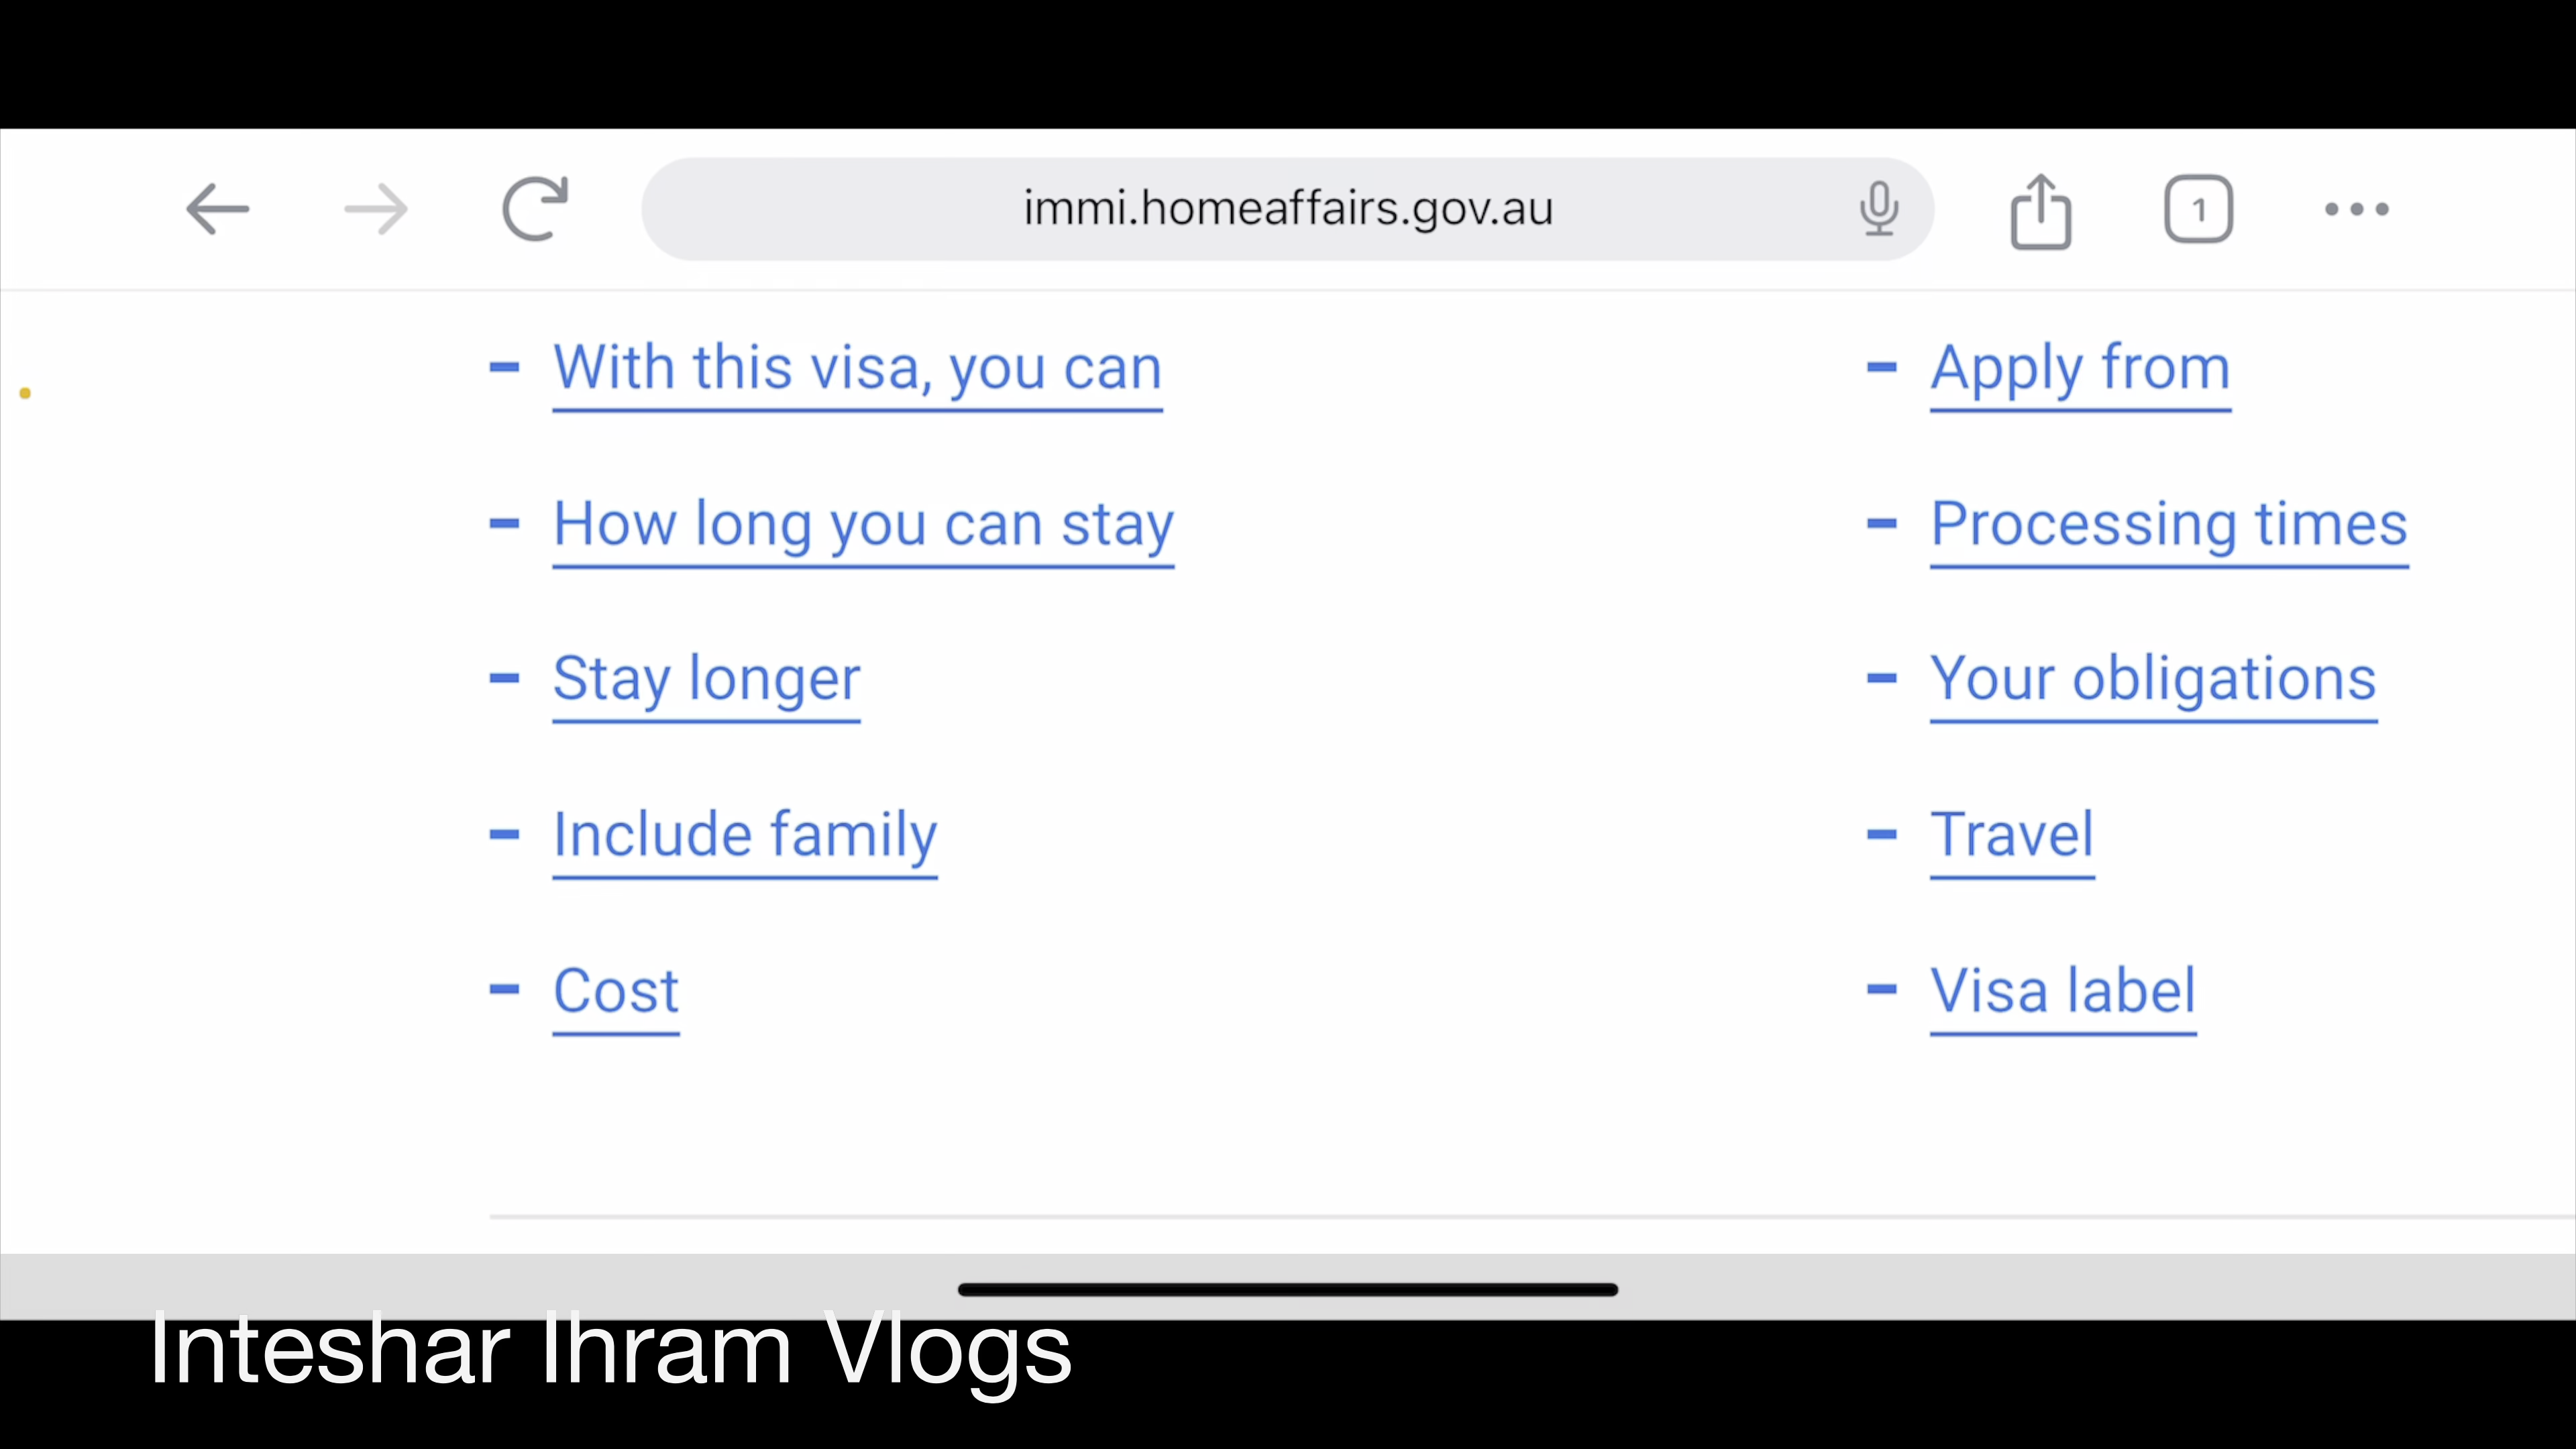 immi.homeaffairs.gov.au
1
- With this visa, you can
- How long you can stay
- Stay longer
- Include family
- Cost
- Apply from
- Processing times
- Your obligations
- Travel
- Visa label
Inteshar Ihram Vlogs